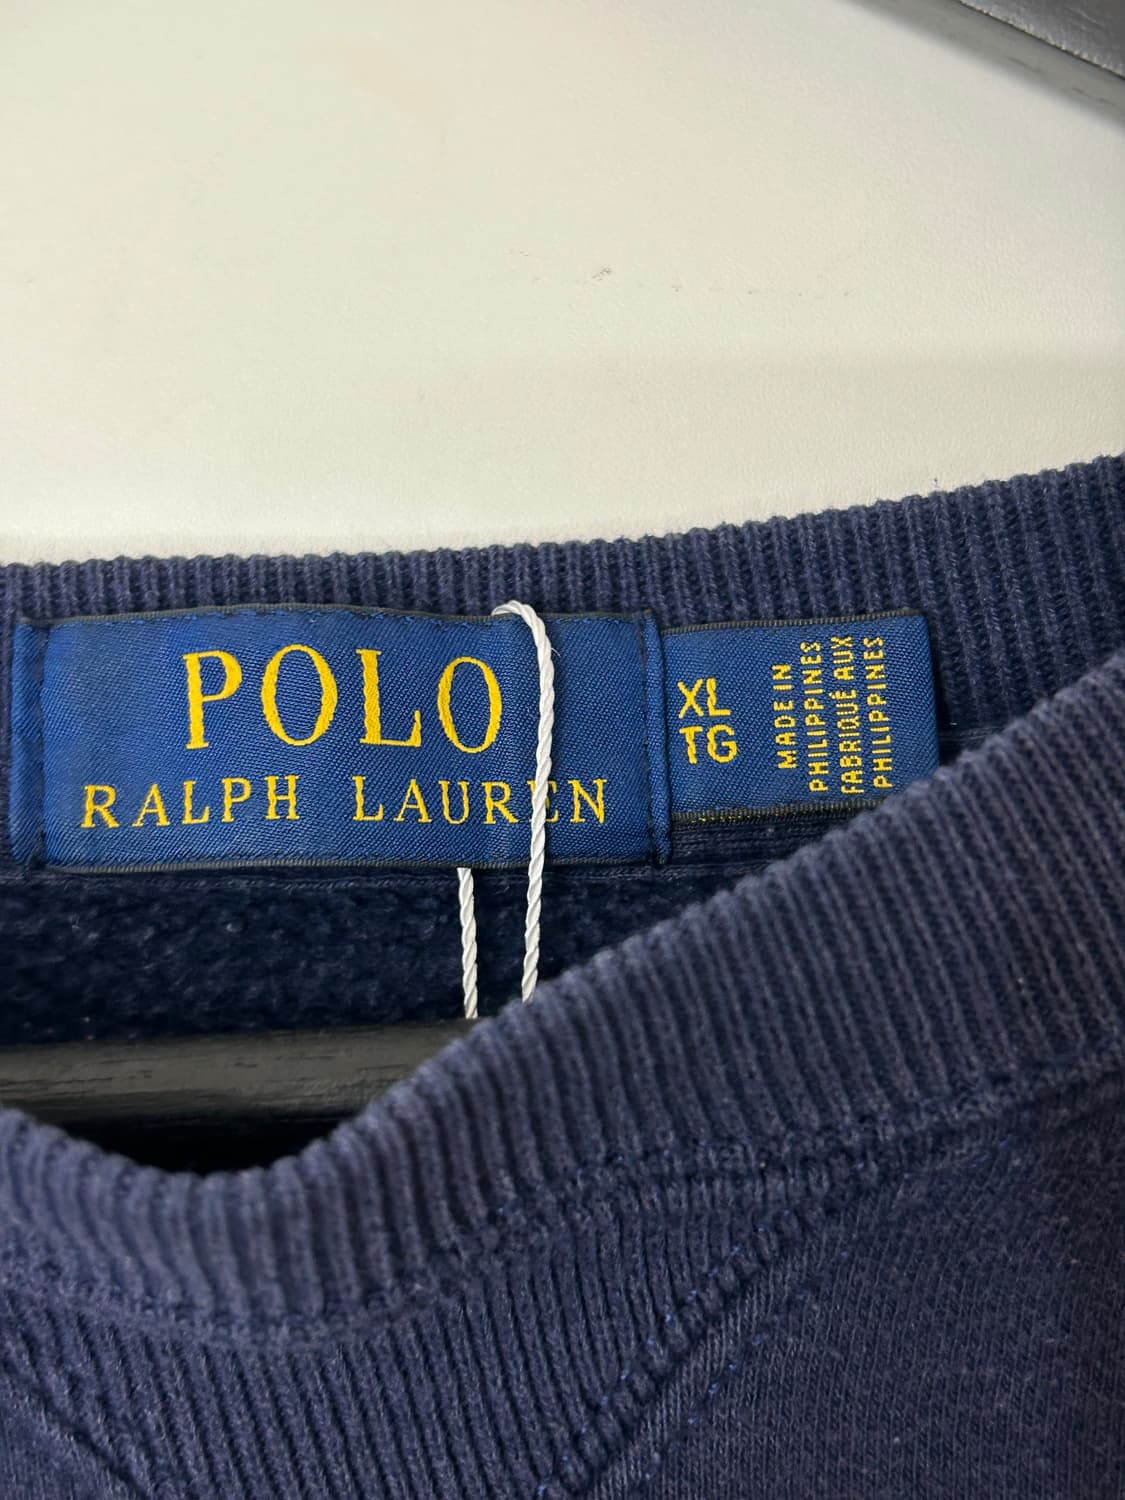 POLO
RALPH LAUREN
XL
TG
MADE IN
PHILIPPINES
FABRIQUÉ AUX
PHILIPPINES